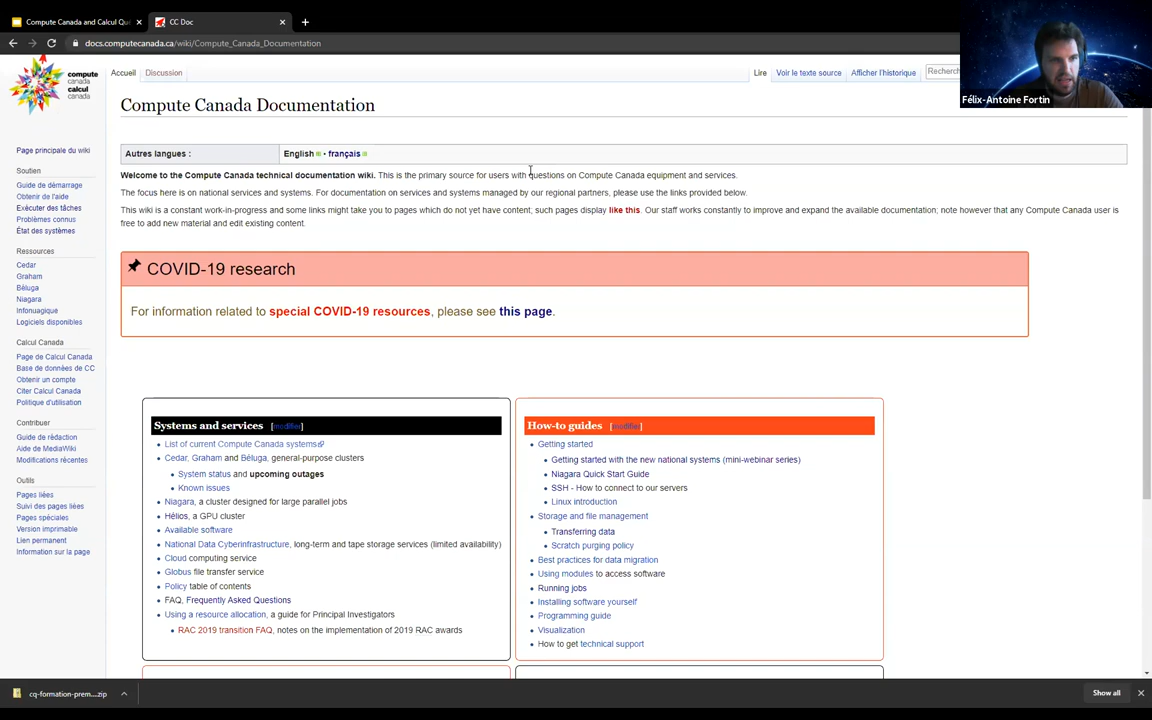 Compute Canada and Calcul Qu
CC Doc
docs.computecanada.ca/wiki/Compute_Canada_Documentation
Félix-Antoine Fortin
compute
canada
calcul
canada
Accueil
Discussion
Lire
Voir le texte source
Afficher l'historique
Recherch
Compute Canada Documentation
Autres langues :
English • français
Welcome to the Compute Canada technical documentation wiki. This is the primary source for users with questions on Compute Canada equipment and services.
The focus here is on national services and systems. For documentation on services and systems managed by our regional partners, please use the links provided below.
This wiki is a constant work-in-progress and some links might take you to pages which do not yet have content; such pages display like this. Our staff works constantly to improve and expand the available documentation; note however that any Compute Canada user is
free to add new material and edit existing content.
COVID-19 research
For information related to special COVID-19 resources, please see this page.
Page principale du wiki
Soutien
Guide de démarrage
Obtenir de l'aide
Exécuter des tâches
Problèmes connus
État des systèmes
Ressources
Cedar
Graham
Béluga
Niagara
Infonuagique
Logiciels disponibles
Calcul Canada
Page de Calcul Canada
Base de données de CC
Obtenir un compte
Citer Calcul Canada
Politique d'utilisation
Contribuer
Guide de rédaction
Aide de MediaWiki
Modifications récentes
Outils
Pages liées
Suivi des pages liées
Pages spéciales
Version imprimable
Lien permanent
Information sur la page
Systems and services [modifier]
List of current Compute Canada systems
Cedar, Graham and Béluga, general-purpose clusters
System status and upcoming outages
Known issues
Niagara, a cluster designed for large parallel jobs
Hélios, a GPU cluster
Available software
National Data Cyberinfrastructure, long-term and tape storage services (limited availability)
Cloud computing service
Globus file transfer service
Policy table of contents
FAQ, Frequently Asked Questions
Using a resource allocation, a guide for Principal Investigators
RAC 2019 transition FAQ, notes on the implementation of 2019 RAC awards
How-to guides [modifier]
Getting started
Getting started with the new national systems (mini-webinar series)
Niagara Quick Start Guide
SSH - How to connect to our servers
Linux introduction
Storage and file management
Transferring data
Scratch purging policy
Best practices for data migration
Using modules to access software
Running jobs
Installing software yourself
Programming guide
Visualization
How to get technical support
cq-formation-prem....zip
Show all